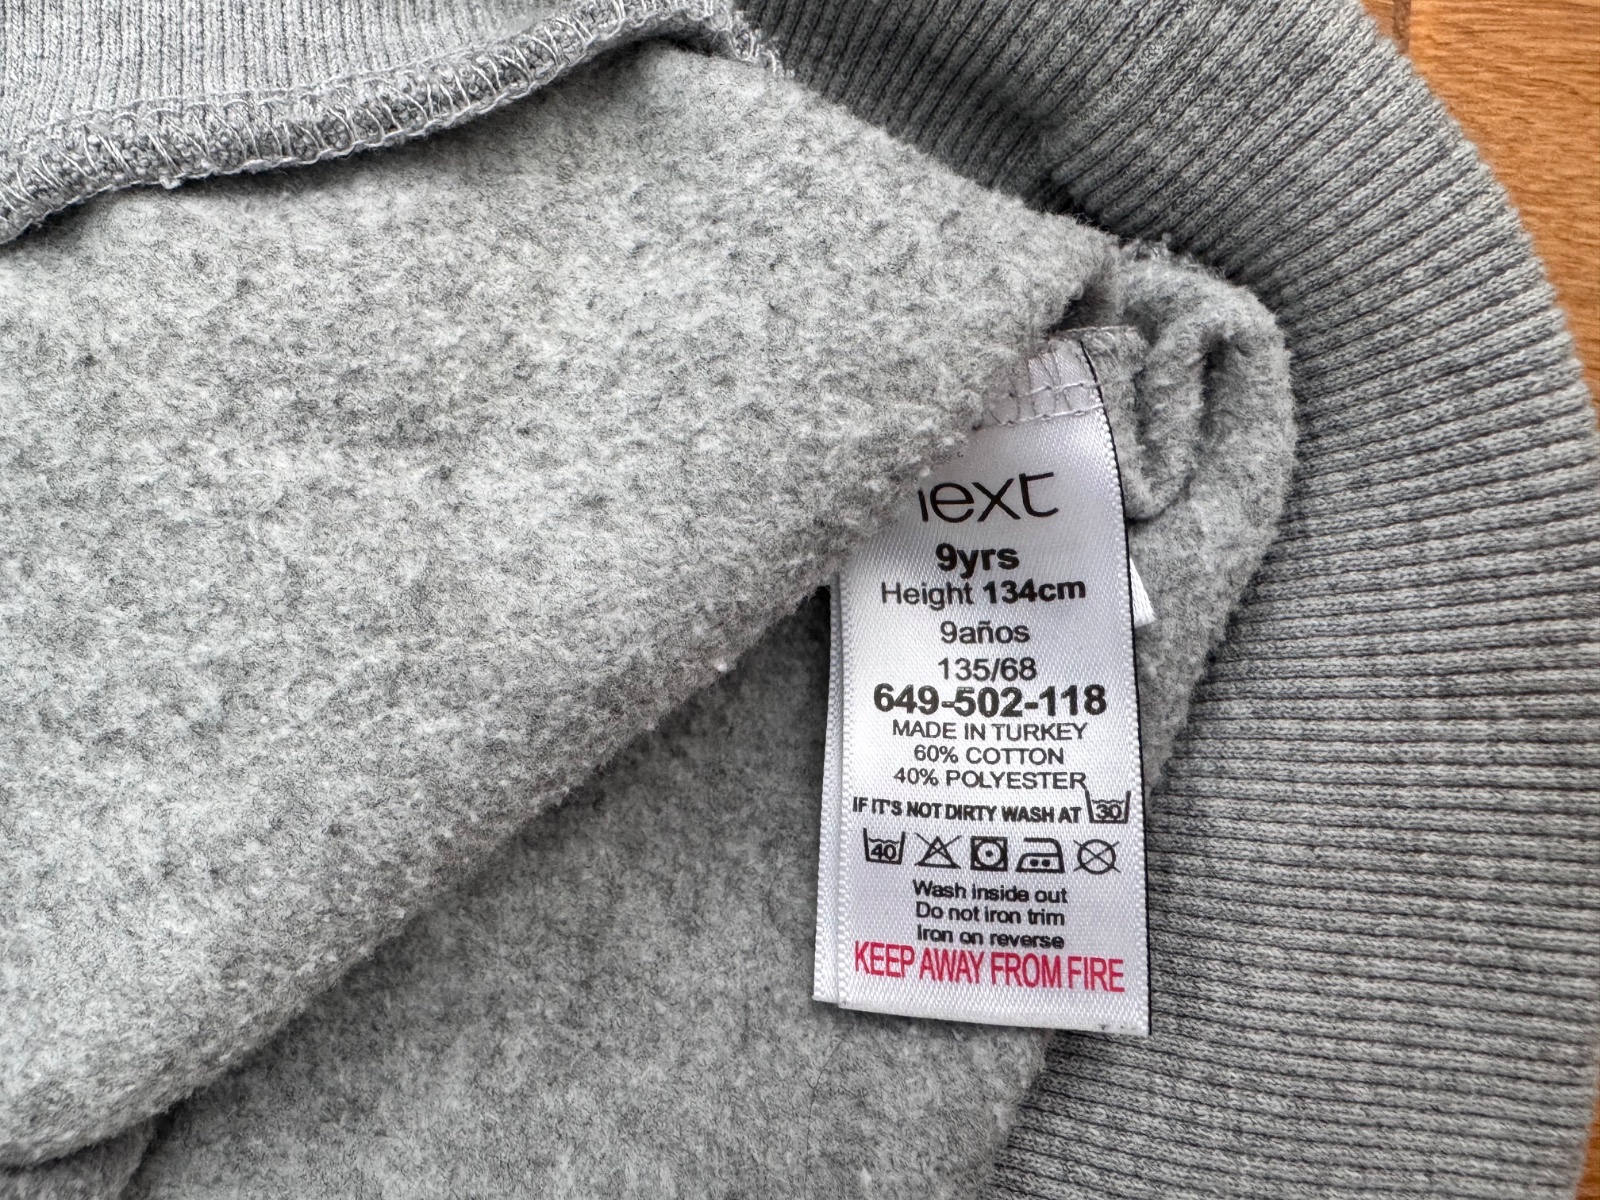 next
9yrs
Height 134cm
9años
135/68
649-502-118
MADE IN TURKEY
60% COTTON
40% POLYESTER
IF IT'S NOT DIRTY WASH AT 30
40
Wash inside out
Do not iron trim
Iron on reverse
KEEP AWAY FROM FIRE